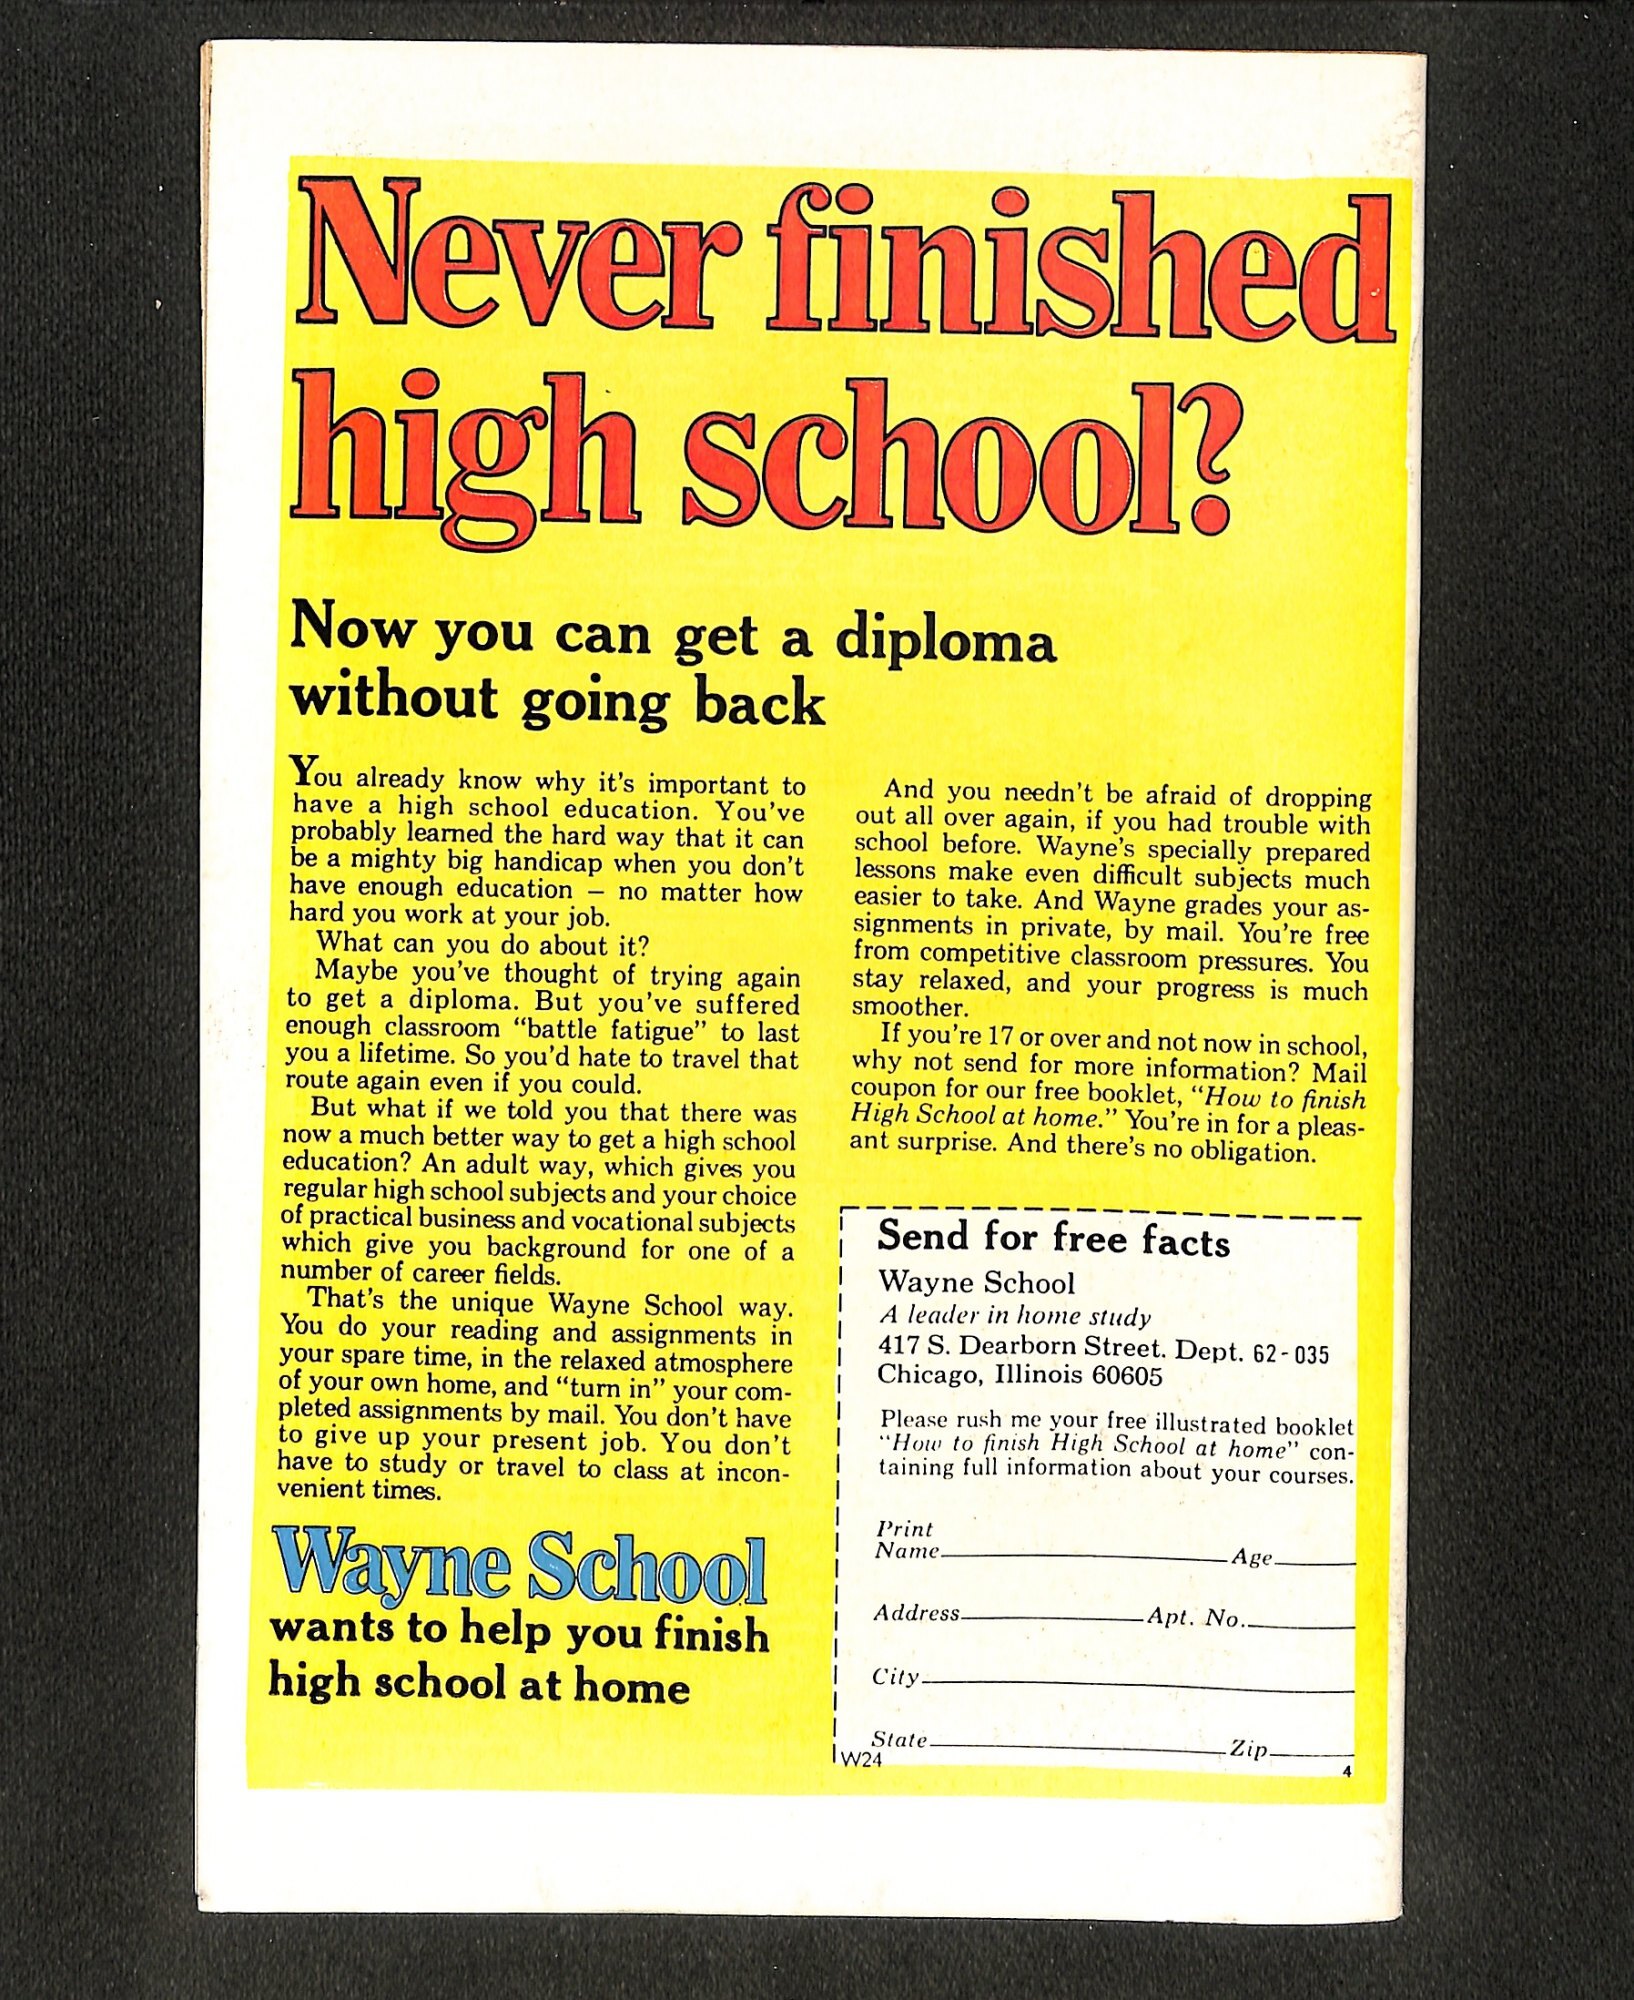 Never finished
high school?
Now you can get a diploma
without going back
You already know why it's important to
have a high school education. You've
probably learned the hard way that it can
be a mighty big handicap when you don't
have enough education – no matter how
hard you work at your job.
What can you do about it?
Maybe you've thought of trying again
to get a diploma. But you've suffered
enough classroom “battle fatigue” to last
you a lifetime. So you'd hate to travel that
route again even if you could.
But what if we told you that there was
now a much better way to get a high school
education? An adult way, which gives you
regular high school subjects and your choice
of practical business and vocational subjects
which give you background for one of a
number of career fields.
That's the unique Wayne School way.
You do your reading and assignments in
your spare time, in the relaxed atmosphere
of your own home, and “turn in” your com-
pleted assignments by mail. You don't have
to give up your present job. You don't
have to study or travel to class at incon-
venient times.
Wayne School
wants to help you finish
high school at home
And you needn't be afraid of dropping
out all over again, if you had trouble with
school before. Wayne's specially prepared
lessons make even difficult subjects much
easier to take. And Wayne grades your as-
signments in private, by mail. You're free
from competitive classroom pressures. You
stay relaxed, and your progress is much
smoother.
If you're 17 or over and not now in school,
why not send for more information? Mail
coupon for our free booklet, “How to finish
High School at home.” You're in for a pleas-
ant surprise. And there's no obligation.
Send for free facts
Wayne School
A leader in home study
417 S. Dearborn Street. Dept. 62-035
Chicago, Illinois 60605
Please rush me your free illustrated booklet
“How to finish High School at home” con-
taining full information about your courses.
Print
Name Age
Address Apt. No.
City
State Zip
W24 4